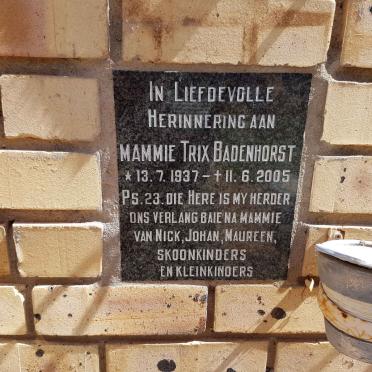 In Liefdevolle
Herinnering aan
Mammie Trix Badenhorst
* 13. 7. 1937 - † 11. 6. 2005
Ps. 23. die Here is my herder
ons verlang baie na mammie
van Nick, Johan, Maureen,
skoonkinders
en kleinkinders